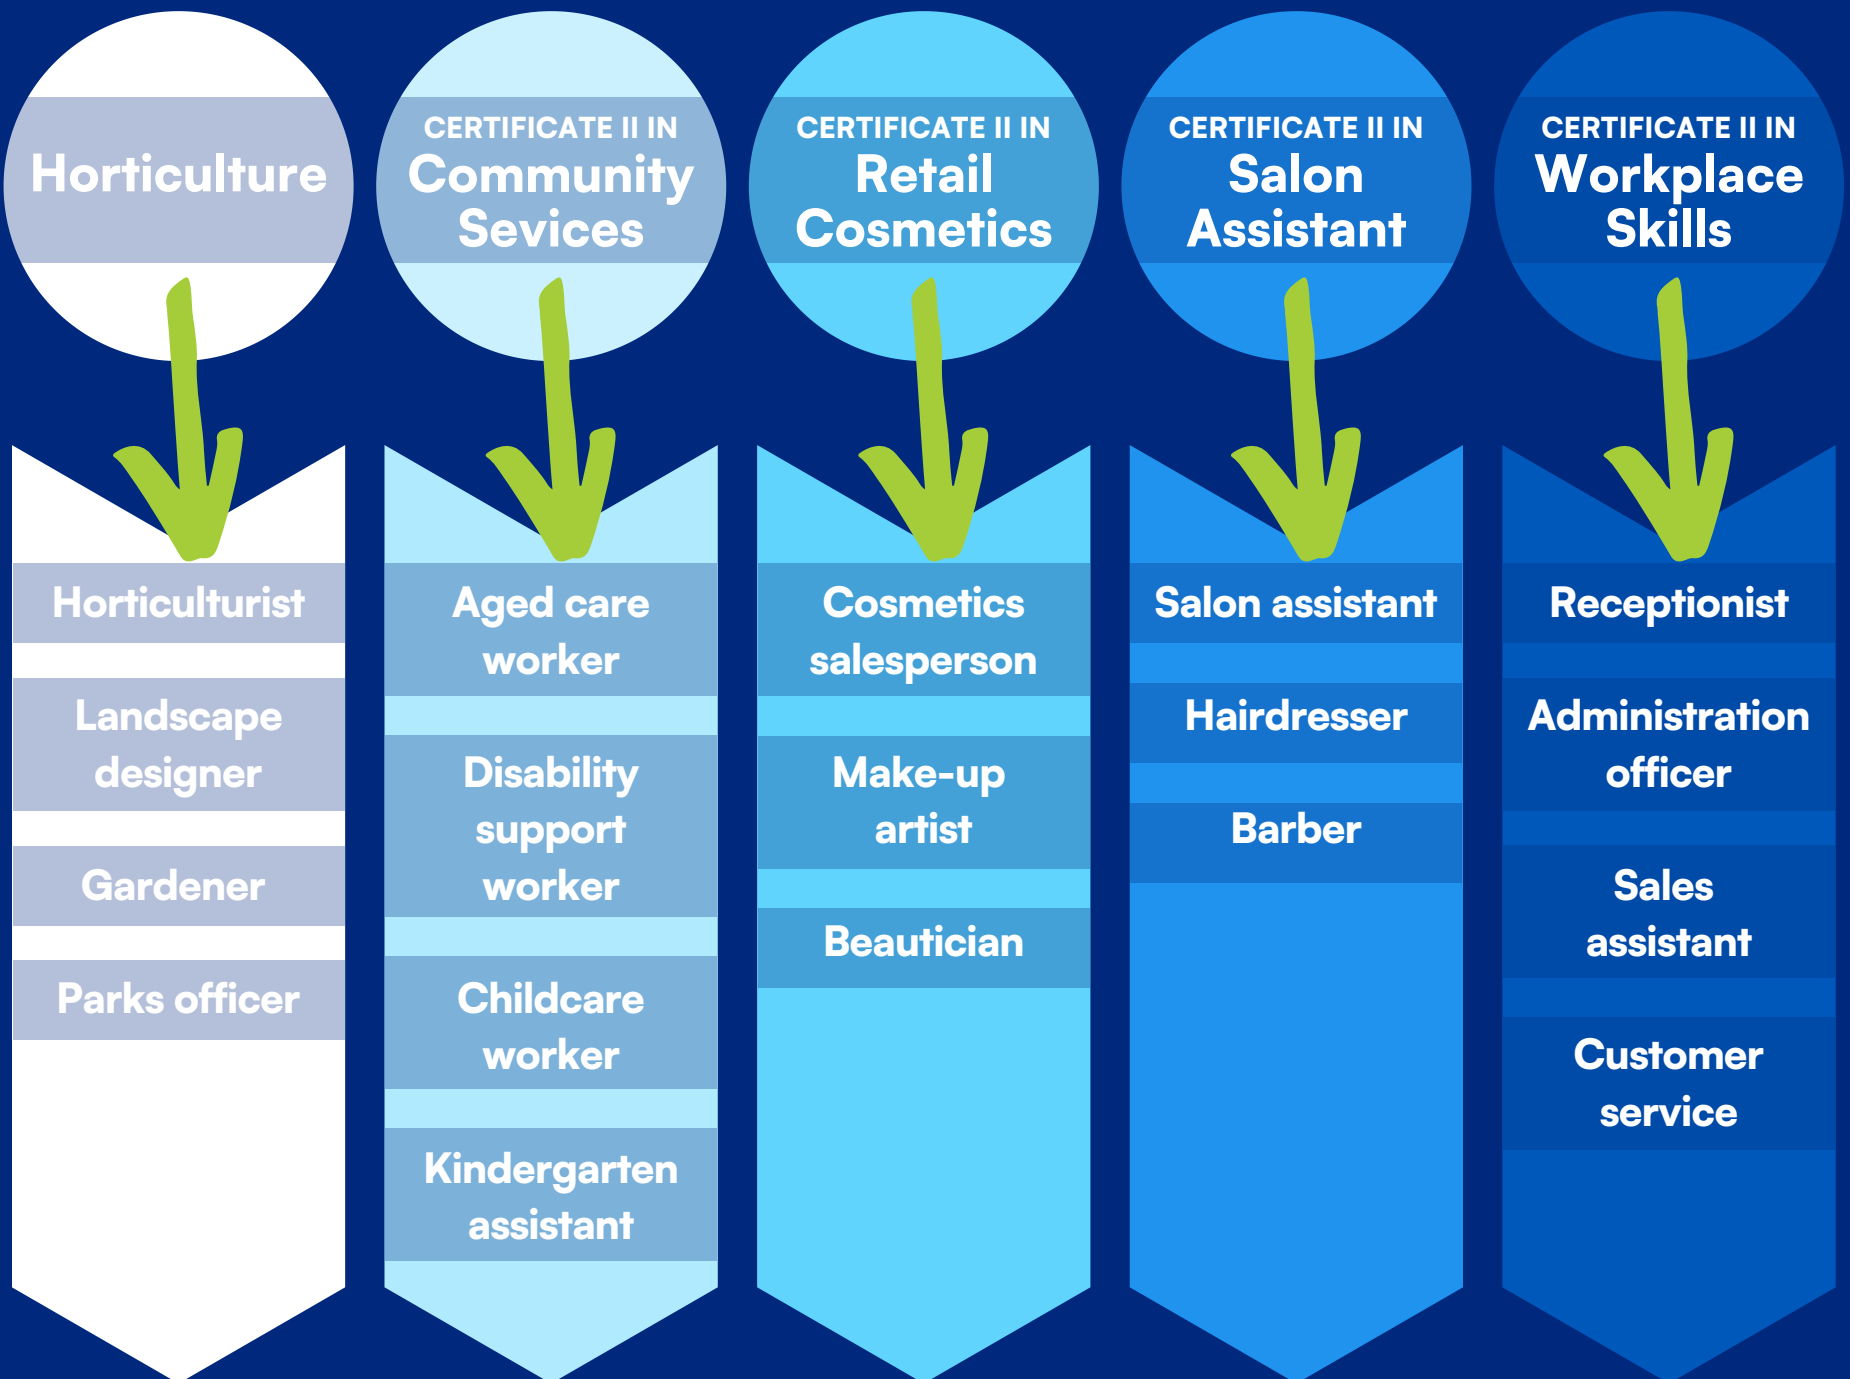 Horticulture
CERTIFICATE II IN
Community
Sevices
CERTIFICATE II IN
Retail
Cosmetics
CERTIFICATE II IN
Salon
Assistant
CERTIFICATE II IN
Workplace
Skills
Horticulturist
Landscape
designer
Gardener
Parks officer
Aged care
worker
Disability
support
worker
Childcare
worker
Kindergarten
assistant
Cosmetics
salesperson
Make-up
artist
Beautician
Salon assistant
Hairdresser
Barber
Receptionist
Administration
officer
Sales
assistant
Customer
service